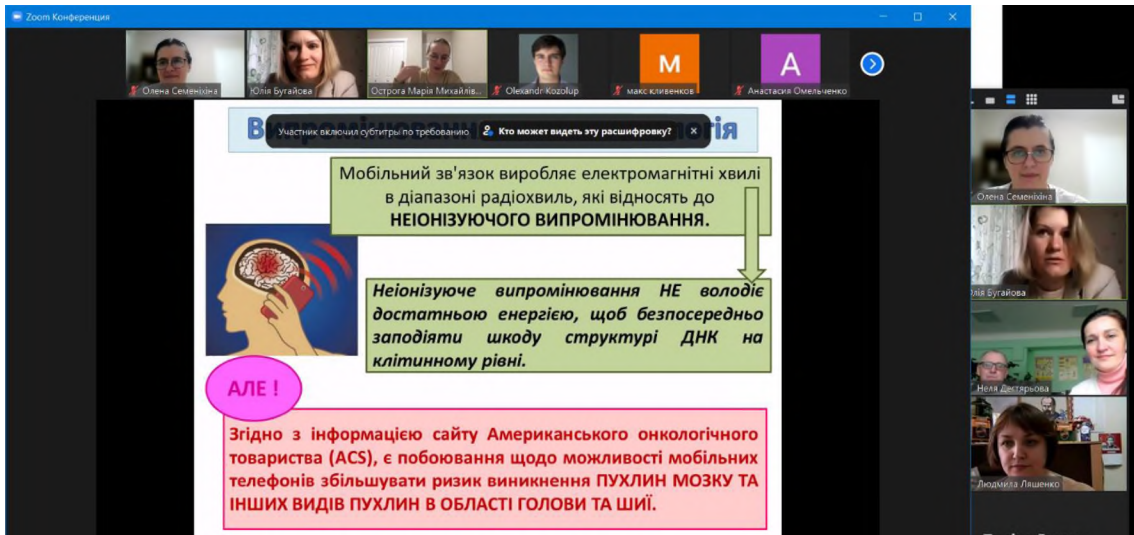 Zoom Конференция
Олена Семеніхіна
Юлія Бугайова
Острога Марія Михайлів...
Olexandr Kozolup
M
макс кливенков
A
Анастасия Омельченко
Участник включил субтитры по требованию
Кто может видеть эту расшифровку?
Мобільний зв'язок виробляє електромагнітні хвилі
в діапазоні радіохвиль, які відносять до
НЕІОНІЗУЮЧОГО ВИПРОМІНЮВАННЯ.
Неіонізуюче випромінювання НЕ володіє
достатньою енергією, щоб безпосередньо
заподіяти шкоду структурі ДНК на
клітинному рівні.
АЛЕ !
Згідно з інформацією сайту Американського онкологічного
товариства (ACS), є побоювання щодо можливості мобільних
телефонів збільшувати ризик виникнення ПУХЛИН МОЗКУ ТА
ІНШИХ ВИДІВ ПУХЛИН В ОБЛАСТІ ГОЛОВИ ТА ШИЇ.
Олена Семеніхіна
Юлія Бугайова
Неля Дегтярьова
Людмила Ляшенко